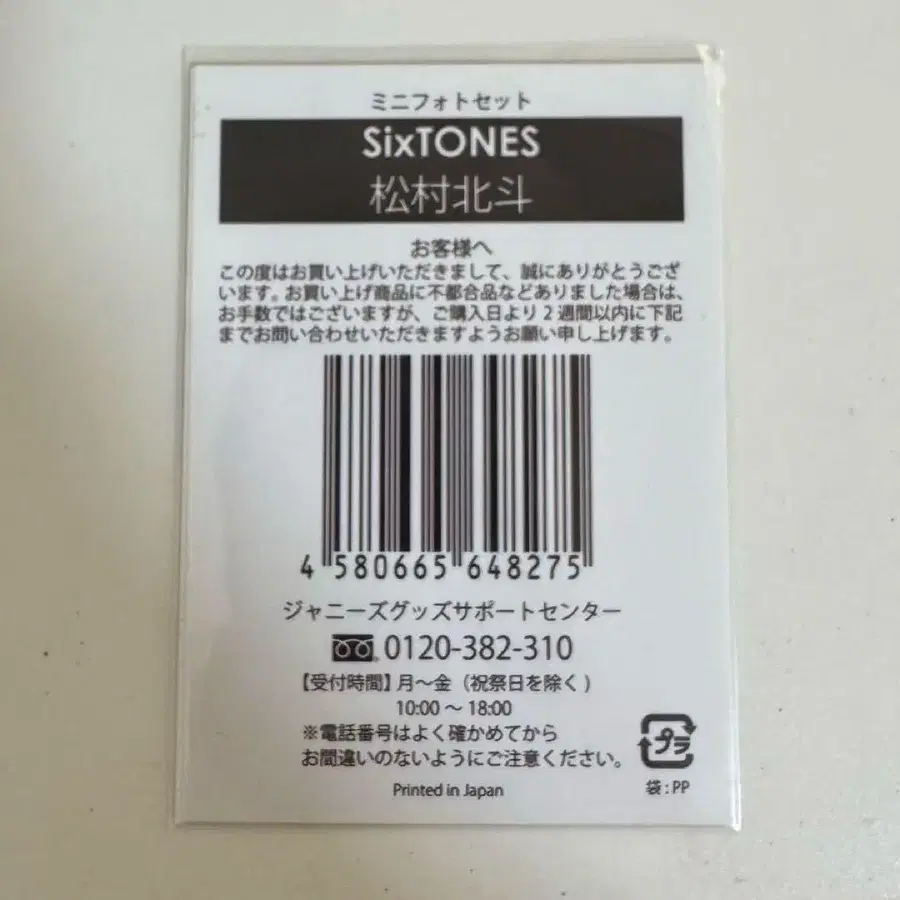 ミニフォトセット
SixTONES
松村北斗
お客様へ
この度はお買い上げいただきまして、誠にありがとうござ
います。お買い上げ商品に不都合品などありました場合は、
お手数ではございますが、ご購入日より2週間以内に下記
までお問い合わせいただきますようお願い申し上げます。
4 580665 648275
ジャニーズグッズサポートセンター
0120-382-310
【受付時間】月～金（祝祭日を除く)
10:00 ～ 18:00
※電話番号はよく確かめてから
お間違いのないようにご注意ください。
プラ
袋:PP
Printed in Japan